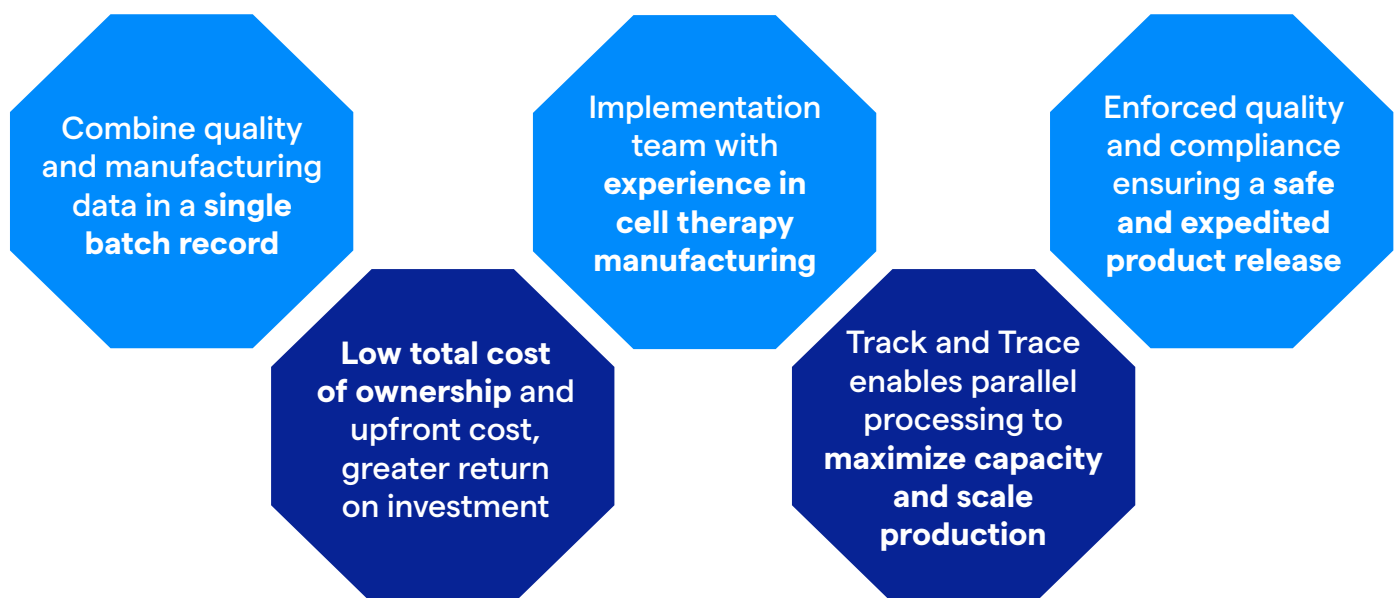 Combine quality
and manufacturing
data in a single
batch record
Low total cost
of ownership and
upfront cost,
greater return
on investment
Implementation
team with
experience in
cell therapy
manufacturing
Track and Trace
enables parallel
processing to
maximize capacity
and scale
production
Enforced quality
and compliance
ensuring a safe
and expedited
product release